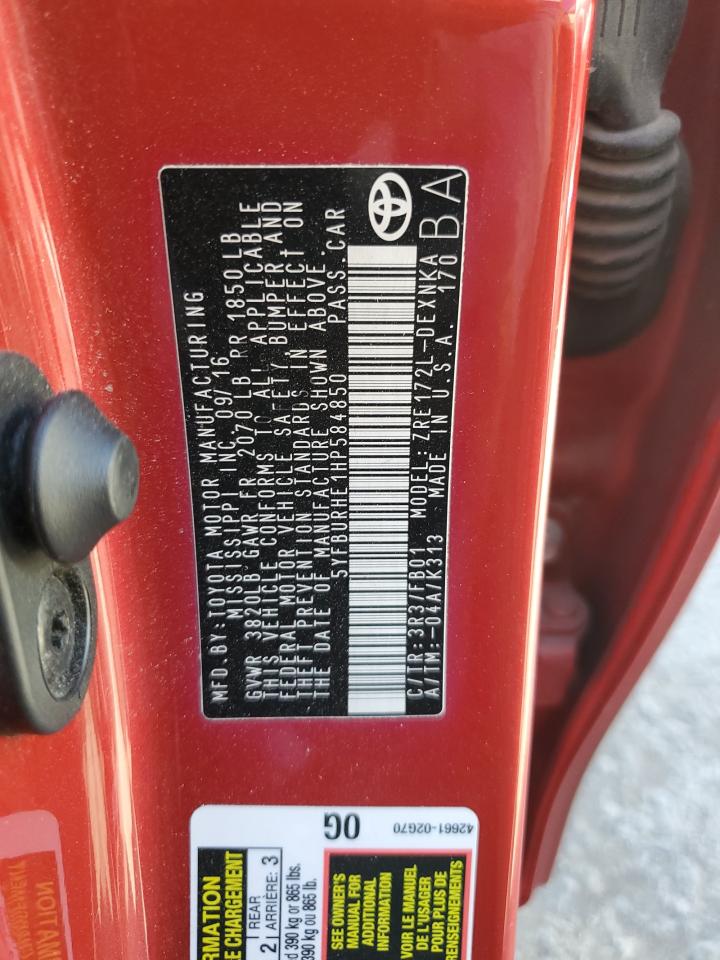 MFD.BY:TOYOTA MOTOR MANUFACTURING
MISSISSIPPI INC. 09/16
GVWR 3820LB GAWR FR 2070 LB RR 1850 LB
THIS VEHICLE CONFORMS TO ALL APPLICABLE
FEDERAL MOTOR VEHICLE SAFETY, BUMPER AND
THEFT PREVENTION STANDARDS IN EFFECT ON
THE DATE OF MANUFACTURE SHOWN ABOVE.
5YFBURHE1HP584850 PASS.CAR
C/TR:3R3/FB01 MODEL:ZRE172L-DEXNKA
A/TM:-04A/K313 MADE IN U.S.A. 170
BA
0G
42661-02G70
2 REAR
ARRIÈRE: 3
390 kg or 865 lbs.
390 kg ou 865 lb.
SEE OWNER'S
MANUAL FOR
ADDITIONAL
INFORMATION
VOIR LE MANUEL
DE L'USAGER
POUR PLUS DE
RENSEIGNEMENTS